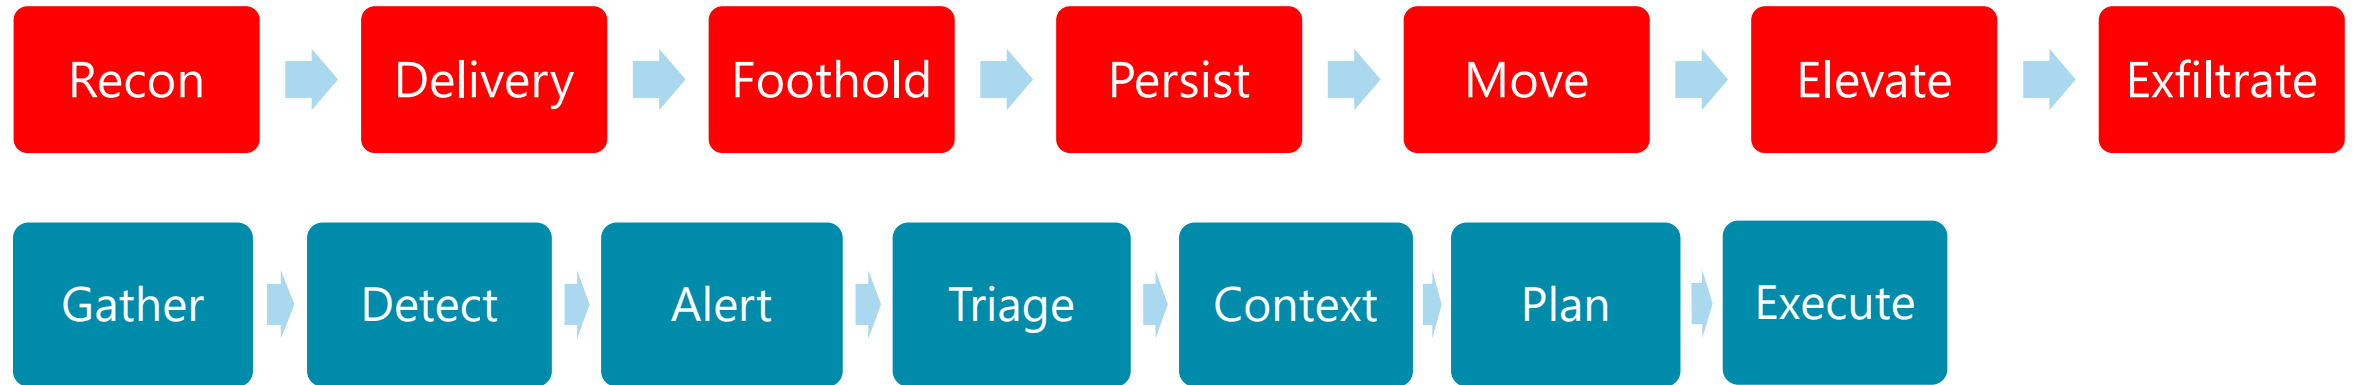 Recon Delivery Foothold Persist Move Elevate Exfiltrate
Gather Detect Alert Triage Context Plan Execute